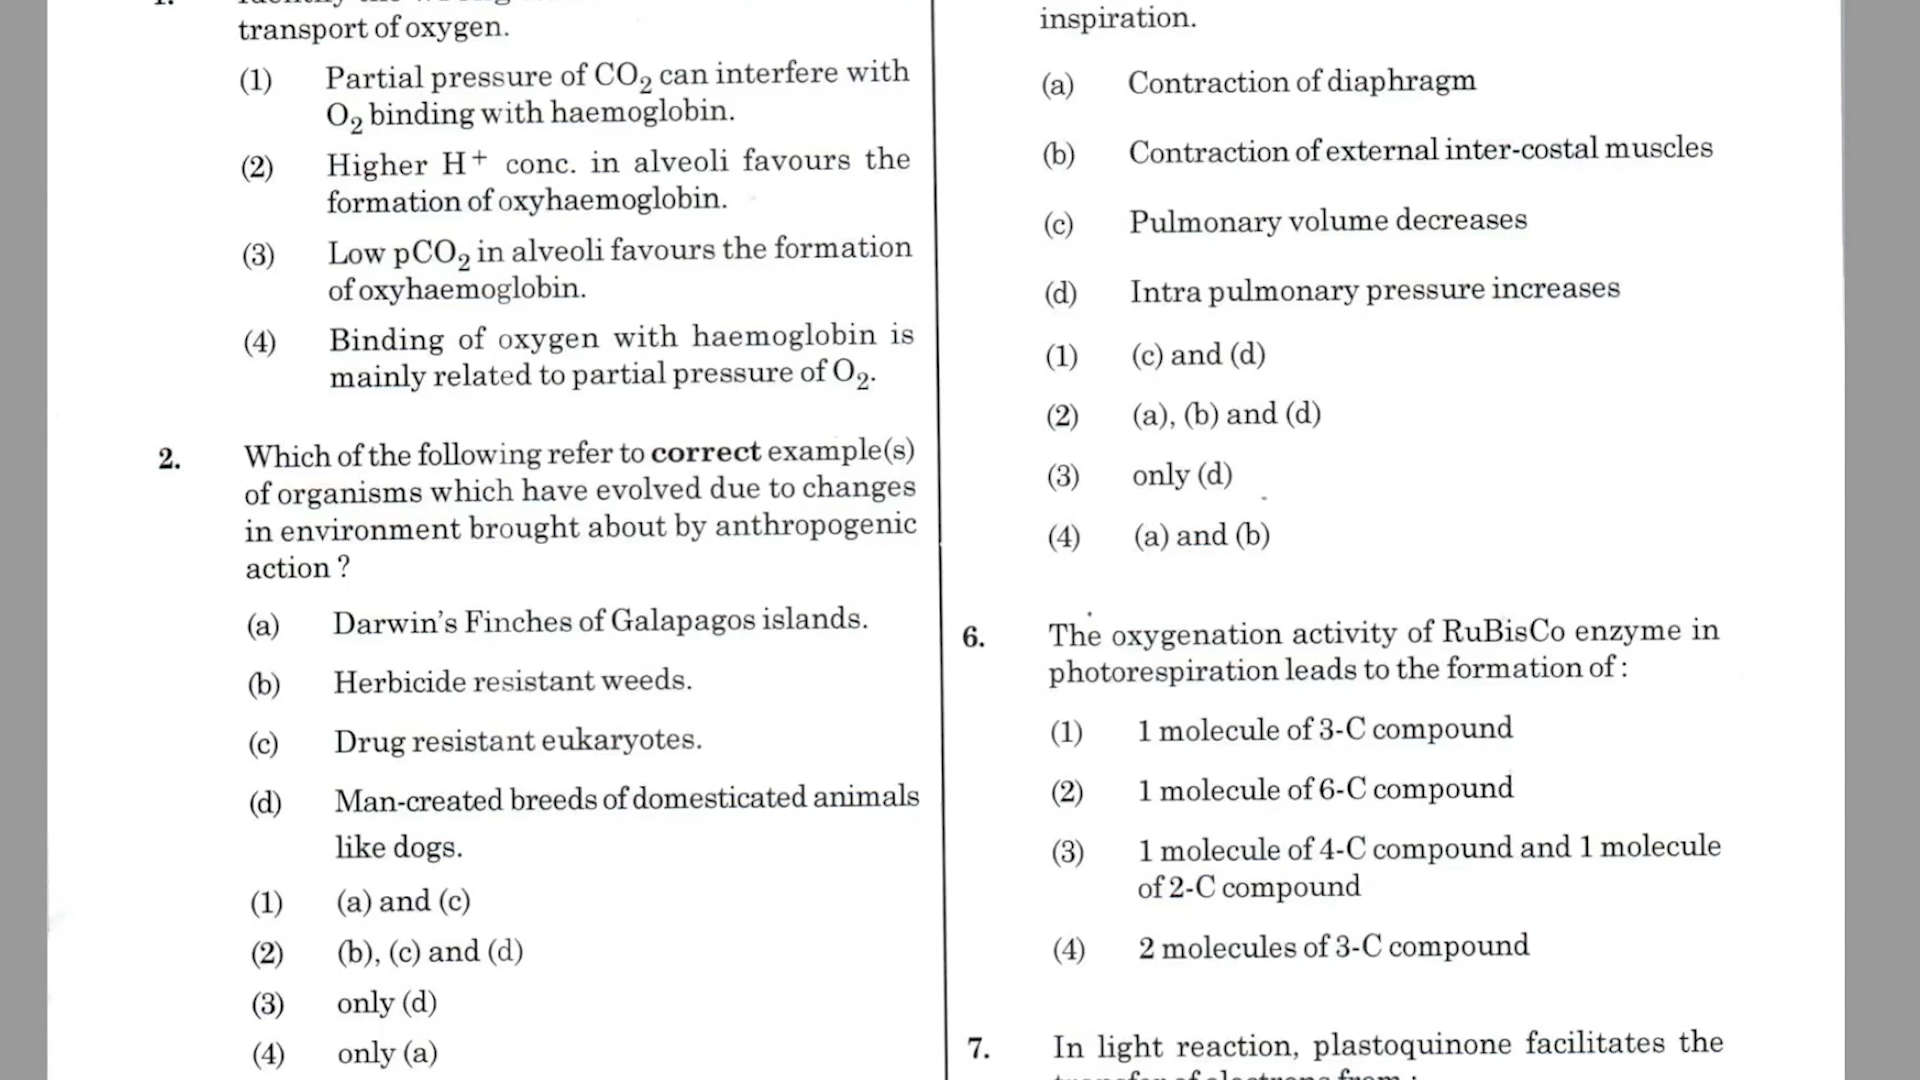 transport of oxygen.
(1) Partial pressure of CO₂ can interfere with
O₂ binding with haemoglobin.
(2) Higher H⁺ conc. in alveoli favours the
formation of oxyhaemoglobin.
(3) Low pCO₂ in alveoli favours the formation
of oxyhaemoglobin.
(4) Binding of oxygen with haemoglobin is
mainly related to partial pressure of O₂.
2. Which of the following refer to correct example(s)
of organisms which have evolved due to changes
in environment brought about by anthropogenic
action ?
(a) Darwin's Finches of Galapagos islands.
(b) Herbicide resistant weeds.
(c) Drug resistant eukaryotes.
(d) Man-created breeds of domesticated animals
like dogs.
(1) (a) and (c)
(2) (b), (c) and (d)
(3) only (d)
(4) only (a)
inspiration.
(a) Contraction of diaphragm
(b) Contraction of external inter-costal muscles
(c) Pulmonary volume decreases
(d) Intra pulmonary pressure increases
(1) (c) and (d)
(2) (a), (b) and (d)
(3) only (d)
(4) (a) and (b)
6. The oxygenation activity of RuBisCo enzyme in
photorespiration leads to the formation of :
(1) 1 molecule of 3-C compound
(2) 1 molecule of 6-C compound
(3) 1 molecule of 4-C compound and 1 molecule
of 2-C compound
(4) 2 molecules of 3-C compound
7. In light reaction, plastoquinone facilitates the